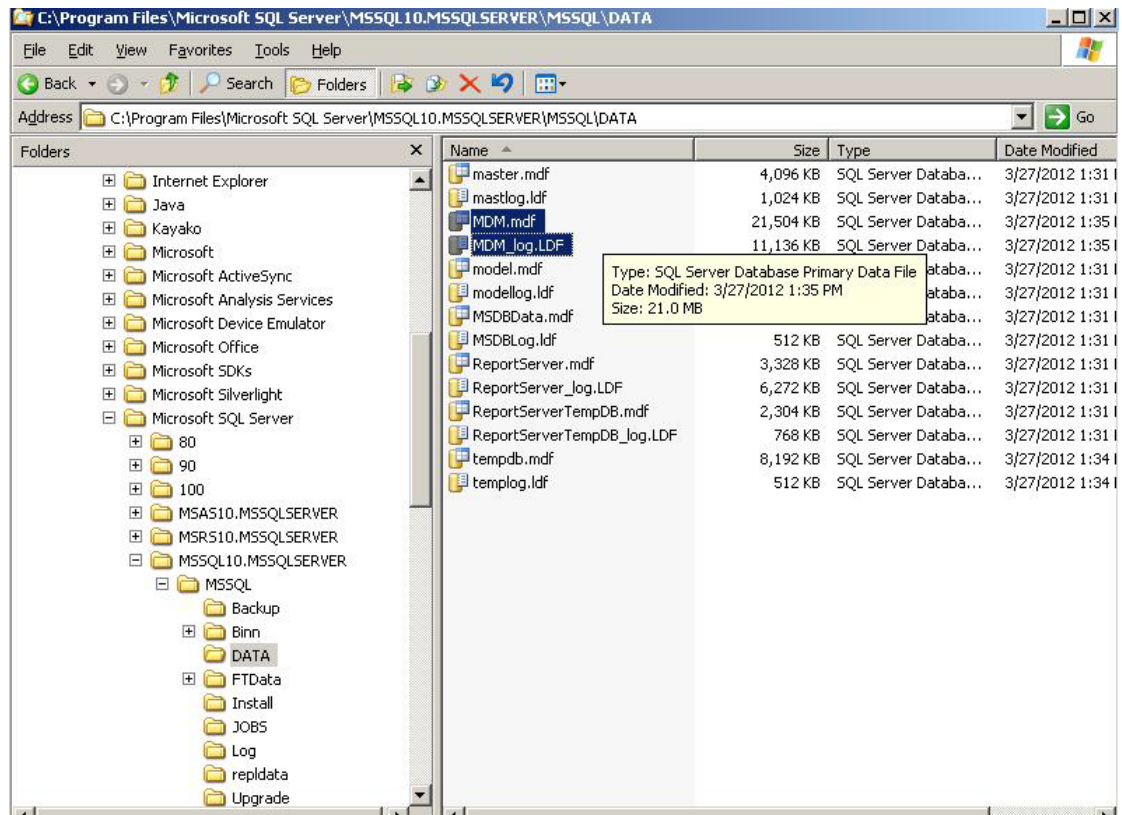 C:\Program Files\Microsoft SQL Server\MSSQL10.MSSQLSERVER\MSSQL\DATA
File Edit View Favorites Tools Help
Back Search Folders
Address C:\Program Files\Microsoft SQL Server\MSSQL10.MSSQLSERVER\MSSQL\DATA Go
Folders
Internet Explorer
Java
Kayako
Microsoft
Microsoft ActiveSync
Microsoft Analysis Services
Microsoft Device Emulator
Microsoft Office
Microsoft SDKs
Microsoft Silverlight
Microsoft SQL Server
80
90
100
MSAS10.MSSQLSERVER
MSRS10.MSSQLSERVER
MSSQL10.MSSQLSERVER
MSSQL
Backup
Binn
DATA
FTData
Install
JOBS
Log
repldata
Upgrade
Name Size Type Date Modified
master.mdf 4,096 KB SQL Server Databa... 3/27/2012 1:31
mastlog.ldf 1,024 KB SQL Server Databa... 3/27/2012 1:31
MDM.mdf 21,504 KB SQL Server Databa... 3/27/2012 1:35
MDM_log.LDF 11,136 KB SQL Server Databa... 3/27/2012 1:35
model.mdf ataba... 3/27/2012 1:31
modellog.ldf ataba... 3/27/2012 1:31
MSDBData.mdf ataba... 3/27/2012 1:31
Type: SQL Server Database Primary Data File
Date Modified: 3/27/2012 1:35 PM
Size: 21.0 MB
MSDBLog.ldf 512 KB SQL Server Databa... 3/27/2012 1:31
ReportServer.mdf 3,328 KB SQL Server Databa... 3/27/2012 1:31
ReportServer_log.LDF 6,272 KB SQL Server Databa... 3/27/2012 1:31
ReportServerTempDB.mdf 2,304 KB SQL Server Databa... 3/27/2012 1:31
ReportServerTempDB_log.LDF 768 KB SQL Server Databa... 3/27/2012 1:31
tempdb.mdf 8,192 KB SQL Server Databa... 3/27/2012 1:34
templog.ldf 512 KB SQL Server Databa... 3/27/2012 1:34